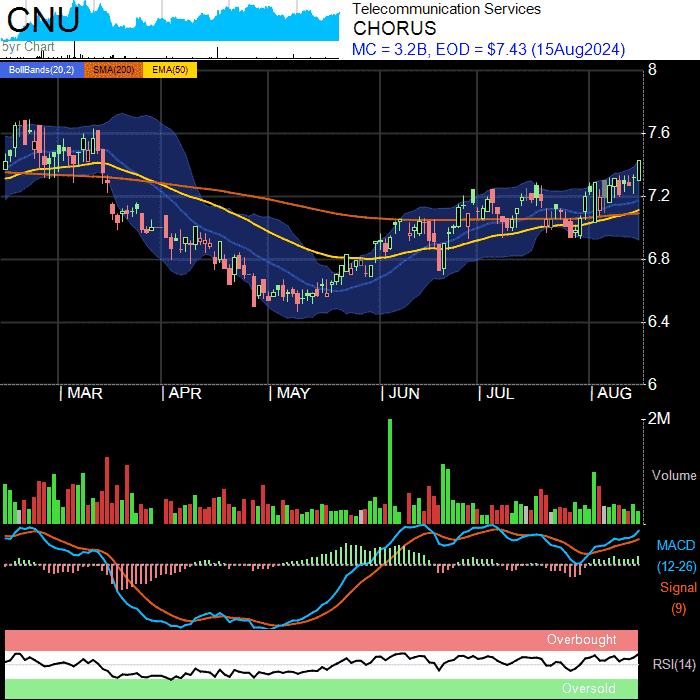 CNU
5yr Chart
Telecommunication Services
CHORUS
MC = 3.2B, EOD = $7.43 (15Aug2024)
BollBands(20,2) SMA(200) EMA(50)
8
7.6
7.2
6.8
6.4
6
MAR APR MAY JUN JUL AUG
2M
Volume
MACD
(12-26)
Signal
(9)
Overbought
RSI(14)
Oversold